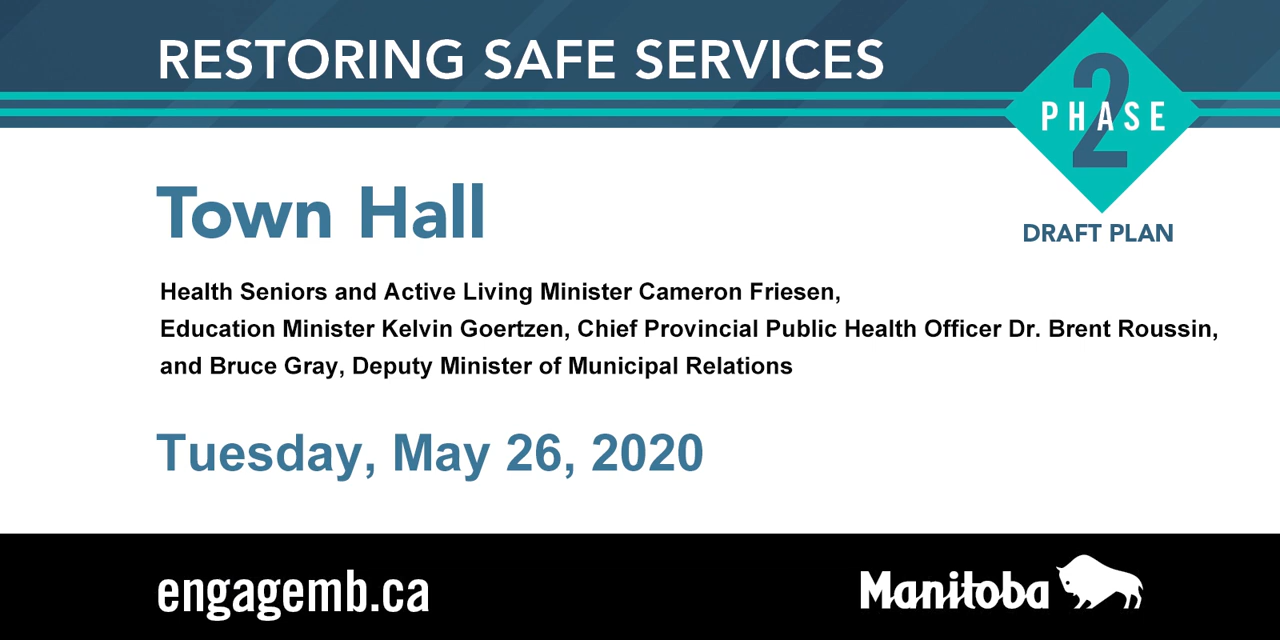 RESTORING SAFE SERVICES
2
PHASE
DRAFT PLAN
Town Hall
Health Seniors and Active Living Minister Cameron Friesen,
Education Minister Kelvin Goertzen, Chief Provincial Public Health Officer Dr. Brent Roussin,
and Bruce Gray, Deputy Minister of Municipal Relations
Tuesday, May 26, 2020
engagemb.ca
Manitoba